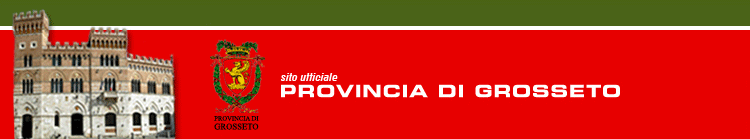 PROVINCIA DI
GROSSETO
sito ufficiale
PROVINCIA DI GROSSETO